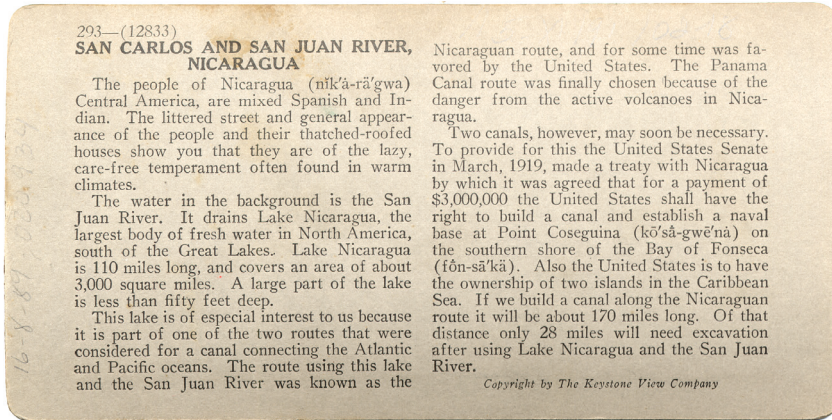 293—(12833)
SAN CARLOS AND SAN JUAN RIVER,
NICARAGUA
The people of Nicaragua (nĭk'ȧ-rä'gwa)
Central America, are mixed Spanish and In-
dian. The littered street and general appear-
ance of the people and their thatched-roofed
houses show you that they are of the lazy,
care-free temperament often found in warm
climates.
The water in the background is the San
Juan River. It drains Lake Nicaragua, the
largest body of fresh water in North America,
south of the Great Lakes. Lake Nicaragua
is 110 miles long, and covers an area of about
3,000 square miles. A large part of the lake
is less than fifty feet deep.
This lake is of especial interest to us because
it is part of one of the two routes that were
considered for a canal connecting the Atlantic
and Pacific oceans. The route using this lake
and the San Juan River was known as the
Nicaraguan route, and for some time was fa-
vored by the United States. The Panama
Canal route was finally chosen because of the
danger from the active volcanoes in Nica-
ragua.
Two canals, however, may soon be necessary.
To provide for this the United States Senate
in March, 1919, made a treaty with Nicaragua
by which it was agreed that for a payment of
$3,000,000 the United States shall have the
right to build a canal and establish a naval
base at Point Coseguina (kō'sȧ-gwē'nȧ) on
the southern shore of the Bay of Fonseca
(fôn-sā'kä). Also the United States is to have
the ownership of two islands in the Caribbean
Sea. If we build a canal along the Nicaraguan
route it will be about 170 miles long. Of that
distance only 28 miles will need excavation
after using Lake Nicaragua and the San Juan
River.
Copyright by The Keystone View Company